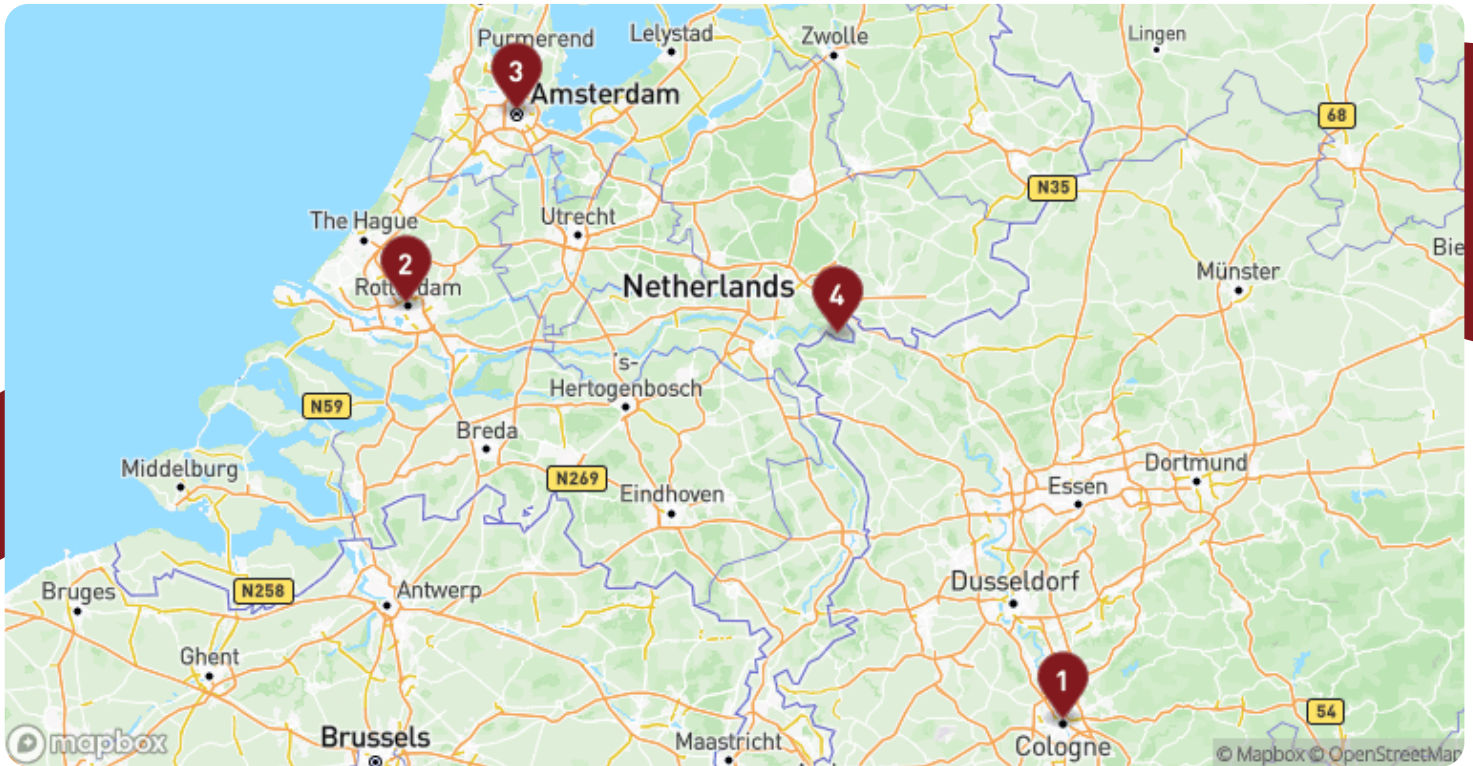 Purmerend
Lelystad
Zwolle
Lingen
3
Amsterdam
68
N35
The Hague
Utrecht
2
Rotterdam
Netherlands
4
Münster
Bie
's-
Hertogenbosch
N59
Breda
Middelburg
N269
Eindhoven
Essen
Dortmund
Bruges
N258
Antwerp
Dusseldorf
Ghent
1
54
Brussels
Maastricht
Cologne
mapbox
© Mapbox © OpenStreetMap